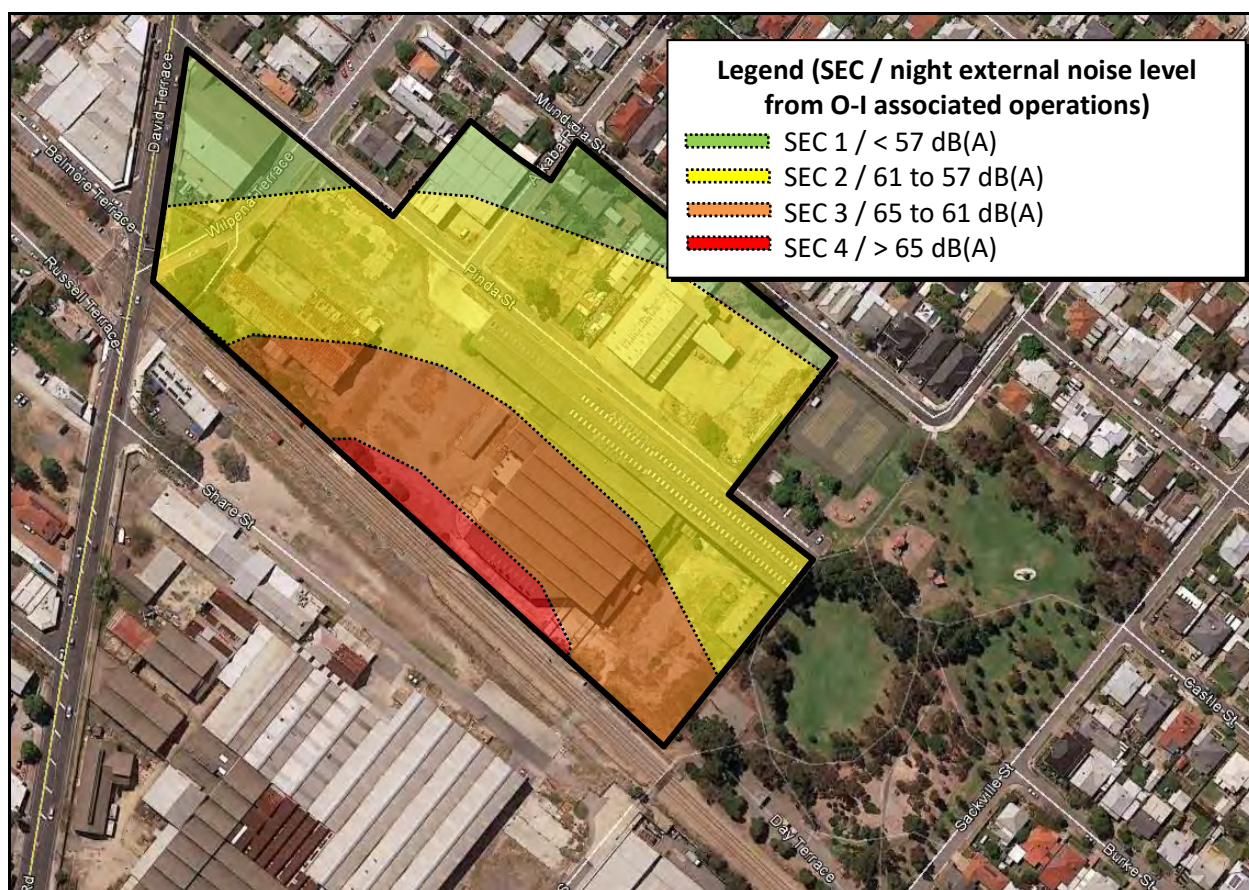 Legend (SEC / night external noise level
from O-I associated operations)
SEC 1 / < 57 dB(A)
SEC 2 / 61 to 57 dB(A)
SEC 3 / 65 to 61 dB(A)
SEC 4 / > 65 dB(A)
David Terrace
Belmore Terrace
Russell Terrace
Wilpena Terrace
Pinda St
Share St
Day Terrace
Sackville St
Castle St
Burke St
Rd